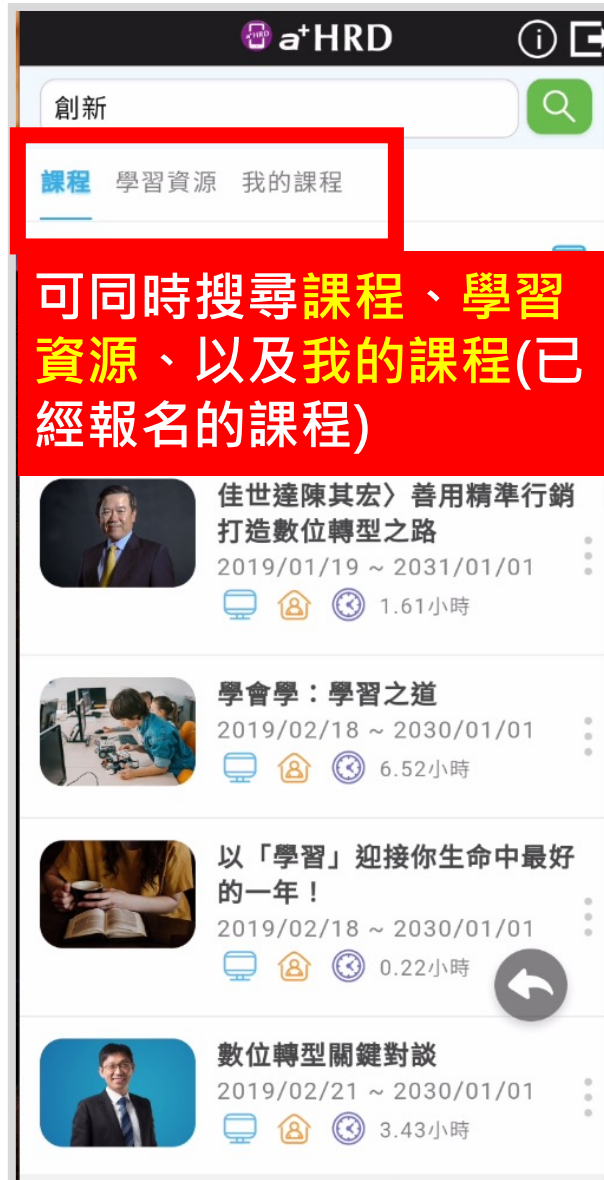 a⁺HRD
創新
課程 學習資源 我的課程
可同時搜尋課程、學習
資源、以及我的課程(已
經報名的課程)
佳世達陳其宏〉善用精準行銷
打造數位轉型之路
2019/01/19 ~ 2031/01/01
1.61小時
學會學：學習之道
2019/02/18 ~ 2030/01/01
6.52小時
以「學習」迎接你生命中最好
的一年！
2019/02/18 ~ 2030/01/01
0.22小時
數位轉型關鍵對談
2019/02/21 ~ 2030/01/01
3.43小時